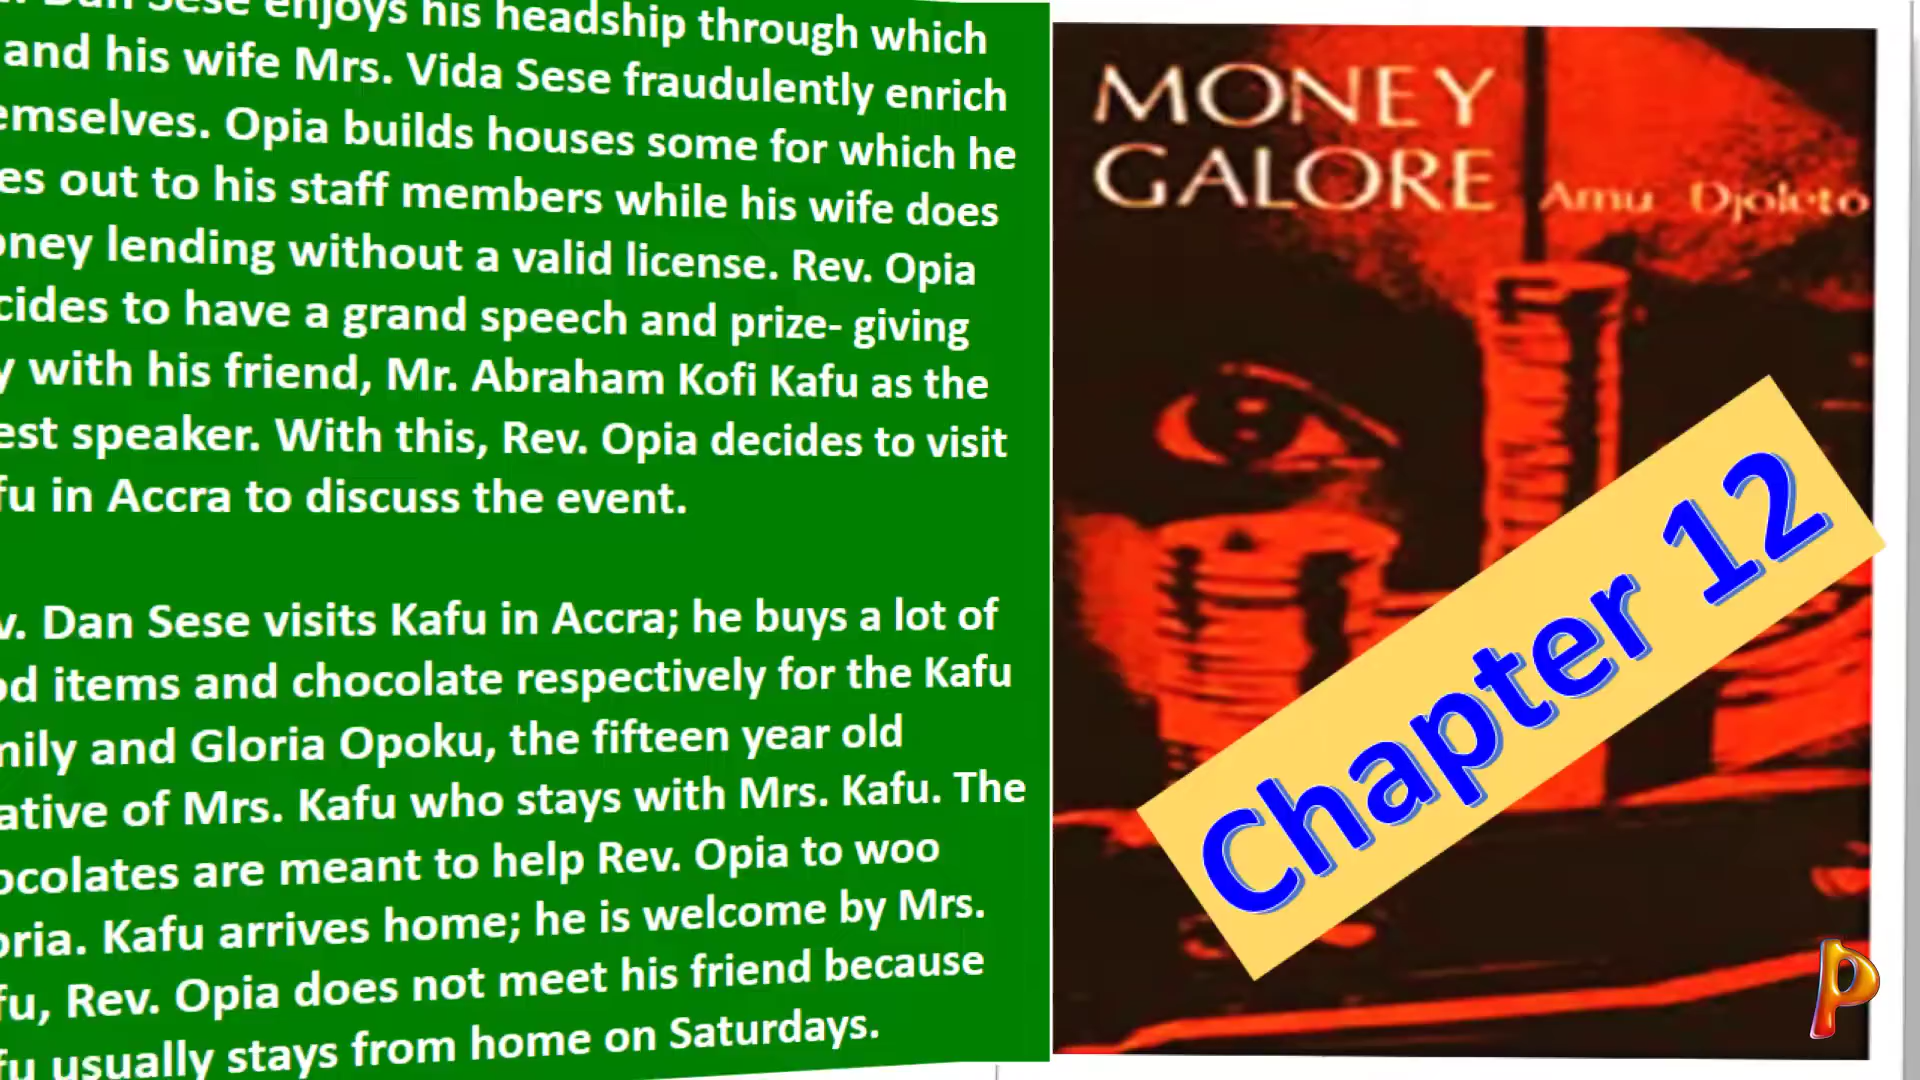 Dan Sese enjoys his headship through which
and his wife Mrs. Vida Sese fraudulently enrich
emselves. Opia builds houses some for which he
es out to his staff members while his wife does
ney lending without a valid license. Rev. Opia
cides to have a grand speech and prize- giving
y with his friend, Mr. Abraham Kofi Kafu as the
est speaker. With this, Rev. Opia decides to visit
fu in Accra to discuss the event.
v. Dan Sese visits Kafu in Accra; he buys a lot of
od items and chocolate respectively for the Kafu
mily and Gloria Opoku, the fifteen year old
ative of Mrs. Kafu who stays with Mrs. Kafu. The
ocolates are meant to help Rev. Opia to woo
oria. Kafu arrives home; he is welcome by Mrs.
fu, Rev. Opia does not meet his friend because
fu usually stays from home on Saturdays.
MONEY
GALORE Amu Djoleto
Chapter 12
P